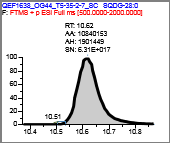 QEF1638_OG44_T5-35-2-7_SC SQDG-28:0
F: FTMS + p ESI Full ms [500.0000-2000.0000]
RT: 10.62
AA: 10840153
AH: 1901449
SN: 6.31E+017
100
80
60
40
20
0
10.51
10.4 10.5 10.6 10.7 10.8